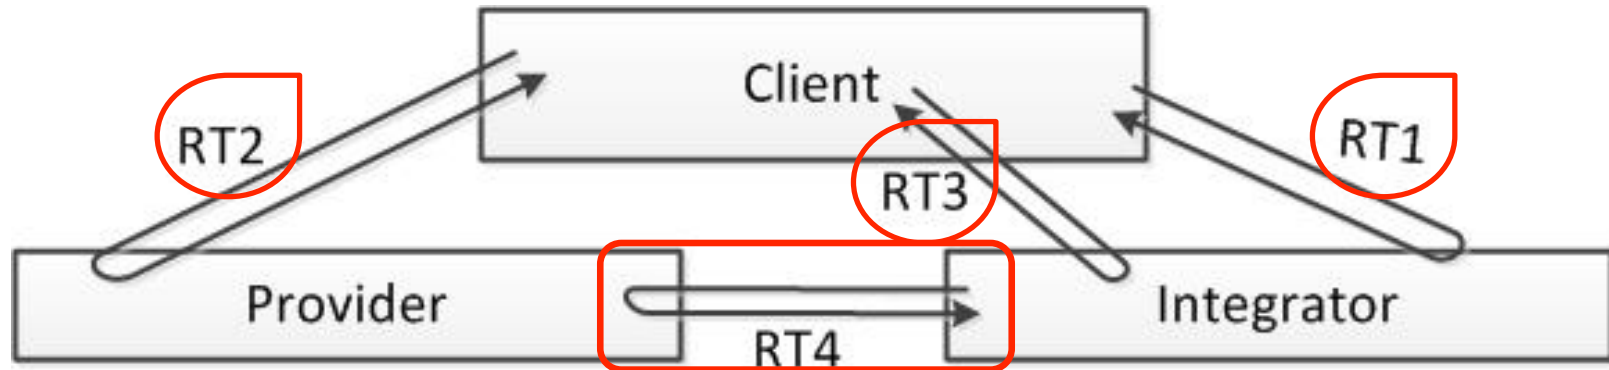 Client
RT2
RT1
RT3
Provider
Integrator
RT4